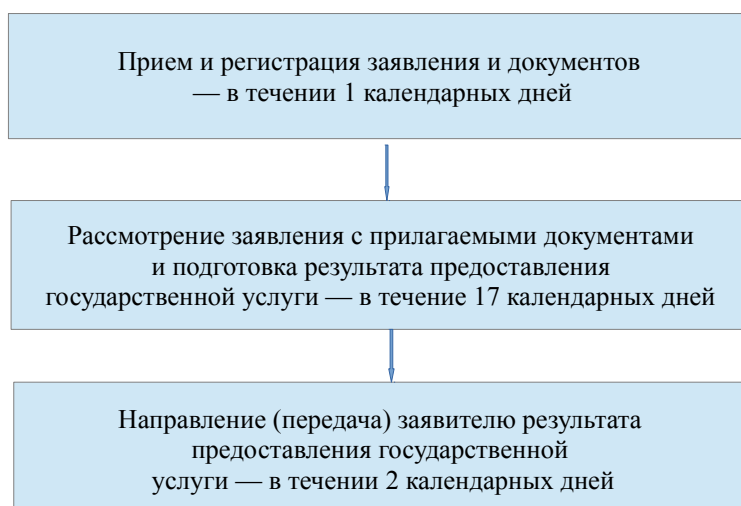 Прием и регистрация заявления и документов
— в течении 1 календарных дней
Рассмотрение заявления с прилагаемыми документами
и подготовка результата предоставления
государственной услуги — в течение 17 календарных дней
Направление (передача) заявителю результата
предоставления государственной
услуги — в течении 2 календарных дней